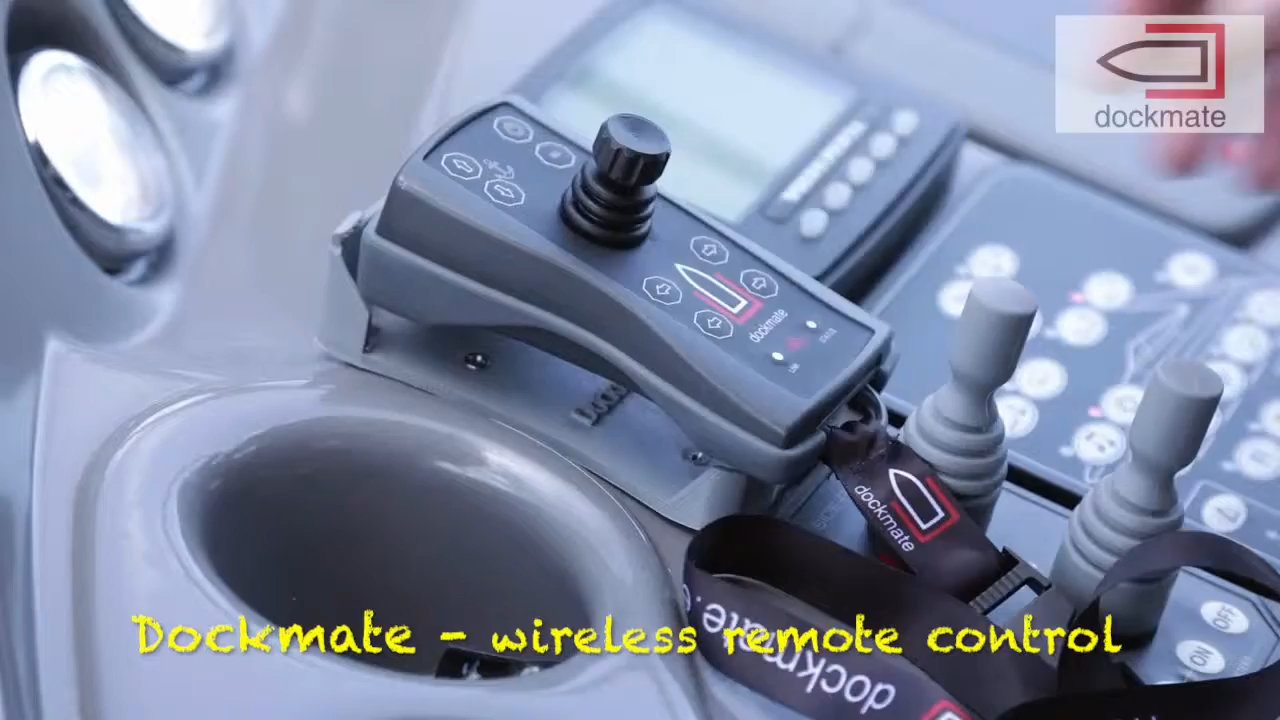 dockmate
dockmate
dockmate
dockmate
OFF
ON
Dockmate - wireless remote control